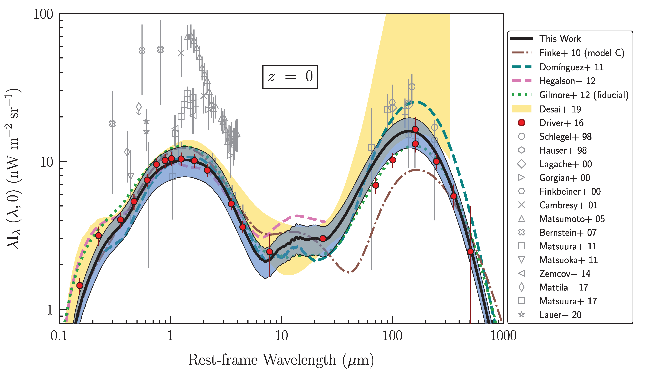 100
10
1
λI_λ (λ, 0) (nW m⁻² sr⁻¹)
z = 0
0.1
1
10
100
1000
Rest-frame Wavelength (μm)
This Work
Finke+ 10 (model C)
Domínguez+ 11
Hegalson− 12
Gilmore+ 12 (fiducial)
Desai+ 19
Driver+ 16
Schlegel+ 98
Hauser+ 98
Lagache+ 00
Gorgian+ 00
Finkbeiner+ 00
Cambresy+ 01
Matsumoto+ 05
Bernstein+ 07
Matsuura+ 11
Matsuoka+ 11
Zemcov− 14
Mattila− 17
Matsuura+ 17
Lauer− 20